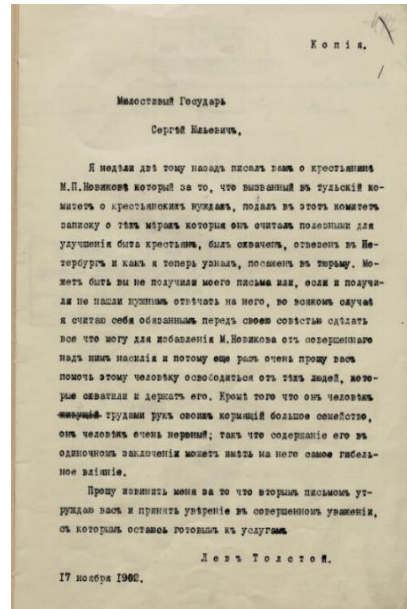 Копія.
1
Милостивый Государь
Сергѣй Юльевичъ,
Я недѣли двѣ тому назадъ писалъ вамъ о крестьянинѣ
М.П.Новиковѣ который за то, что вызванный въ тульскій ко-
митетъ о крестьянскихъ нуждахъ, подалъ въ этотъ комитетъ
записку о тѣхъ мѣрахъ которыя онъ считалъ полезными для
улучшенія быта крестьянъ, былъ схваченъ, отвезенъ въ Пе-
тербургъ и какъ я теперь узналъ, посаженъ въ тюрьму. Мо-
жетъ быть вы не получили моего письма или, если и получи-
ли не нашли нужнымъ отвѣчать на него, во всякомъ случаѣ
я считаю себя обязаннымъ передъ своею совѣстью сдѣлать
все что могу для избавленія М.Новикова отъ совершеннаго
надъ нимъ насилія и потому еще разъ очень прошу васъ
помочь этому человѣку освободиться отъ тѣхъ людей, кото-
рые схватили и держатъ его. Кромѣ того что онъ человѣкъ
живущій трудами рукъ своихъ кормящій большое семейство,
онъ человѣкъ очень нервный; такъ что содержаніе его въ
одиночномъ заключеніи можетъ имѣть на него самое гибель-
ное вліяніе.
Прошу извинить меня за то что вторымъ письмомъ ут-
руждаю васъ и принять увѣреніе въ совершенномъ уваженіи,
съ которымъ остаюсь готовымъ къ услугамъ
Левъ Толстой.
17 ноября 1902.